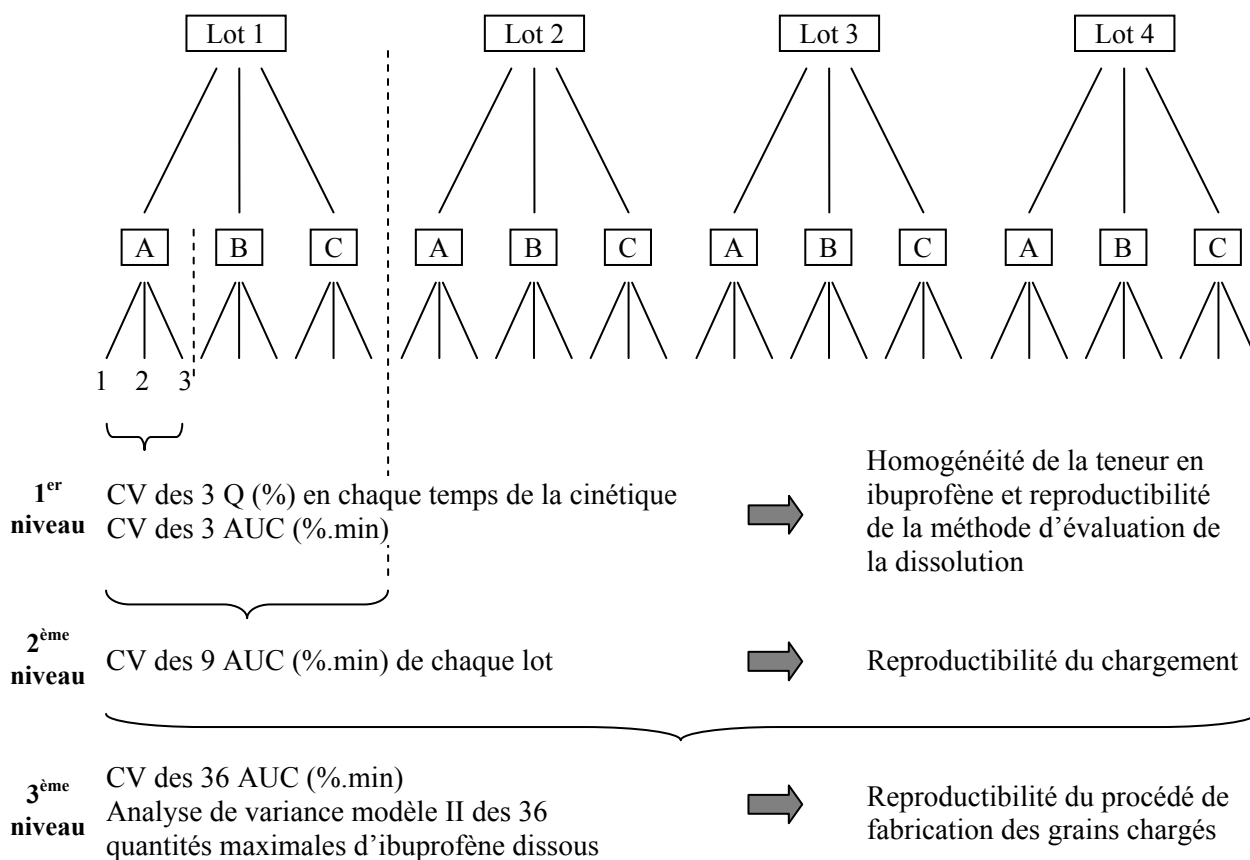 Lot 1 Lot 2 Lot 3 Lot 4
A B C A B C A B C A B C
1 2 3
1er niveau
CV des 3 Q (%) en chaque temps de la cinétique
CV des 3 AUC (%.min)
Homogénéité de la teneur en
ibuprofène et reproductibilité
de la méthode d’évaluation de
la dissolution
2ème niveau
CV des 9 AUC (%.min) de chaque lot
Reproductibilité du chargement
3ème niveau
CV des 36 AUC (%.min)
Analyse de variance modèle II des 36
quantités maximales d’ibuprofène dissous
Reproductibilité du procédé de
fabrication des grains chargés